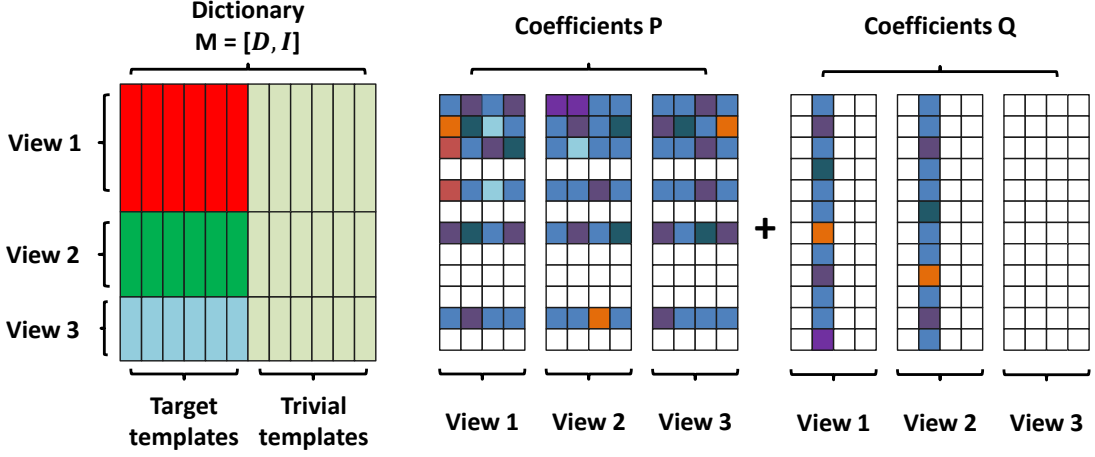 Dictionary
M = [D, I]
Coefficients P
Coefficients Q
View 1
View 2
View 3
+
Target
templates
Trivial
templates
View 1
View 2
View 3
View 1
View 2
View 3